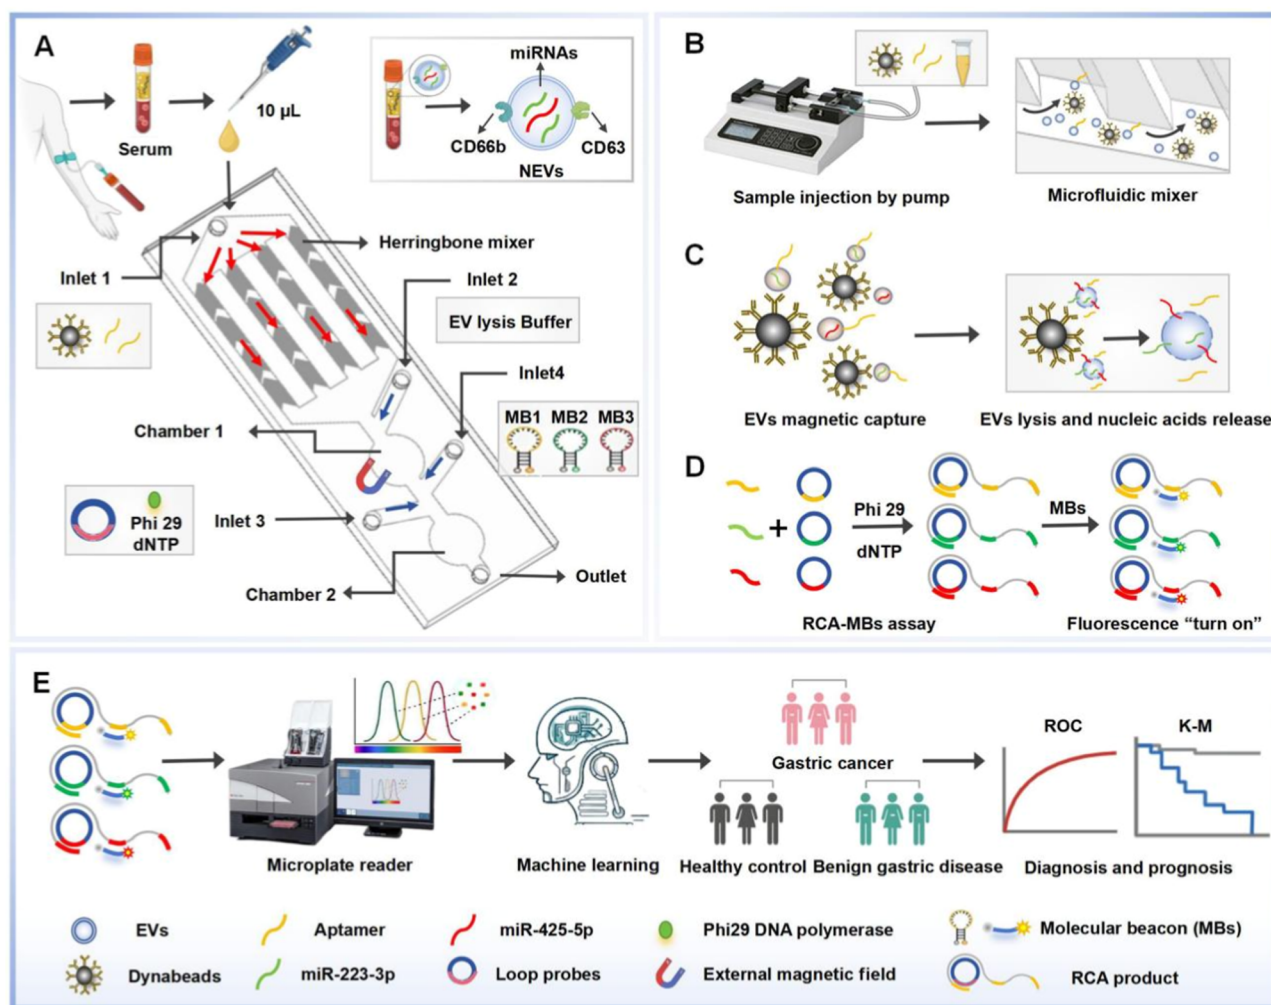 A
10 µL
Serum
miRNAs
CD66b
CD63
NEVs
Herringbone mixer
Inlet 1
Inlet 2
EV lysis Buffer
Inlet4
MB1 MB2 MB3
Chamber 1
Phi 29
dNTP
Inlet 3
Chamber 2
Outlet
B
Sample injection by pump
Microfluidic mixer
C
EVs magnetic capture
EVs lysis and nucleic acids release
D
+
Phi 29
dNTP
MBs
RCA-MBs assay
Fluorescence “turn on”
E
Microplate reader
Machine learning
Gastric cancer
Healthy control
Benign gastric disease
ROC
K-M
Diagnosis and prognosis
EVs
Aptamer
miR-425-5p
Phi29 DNA polymerase
Molecular beacon (MBs)
Dynabeads
miR-223-3p
Loop probes
External magnetic field
RCA product